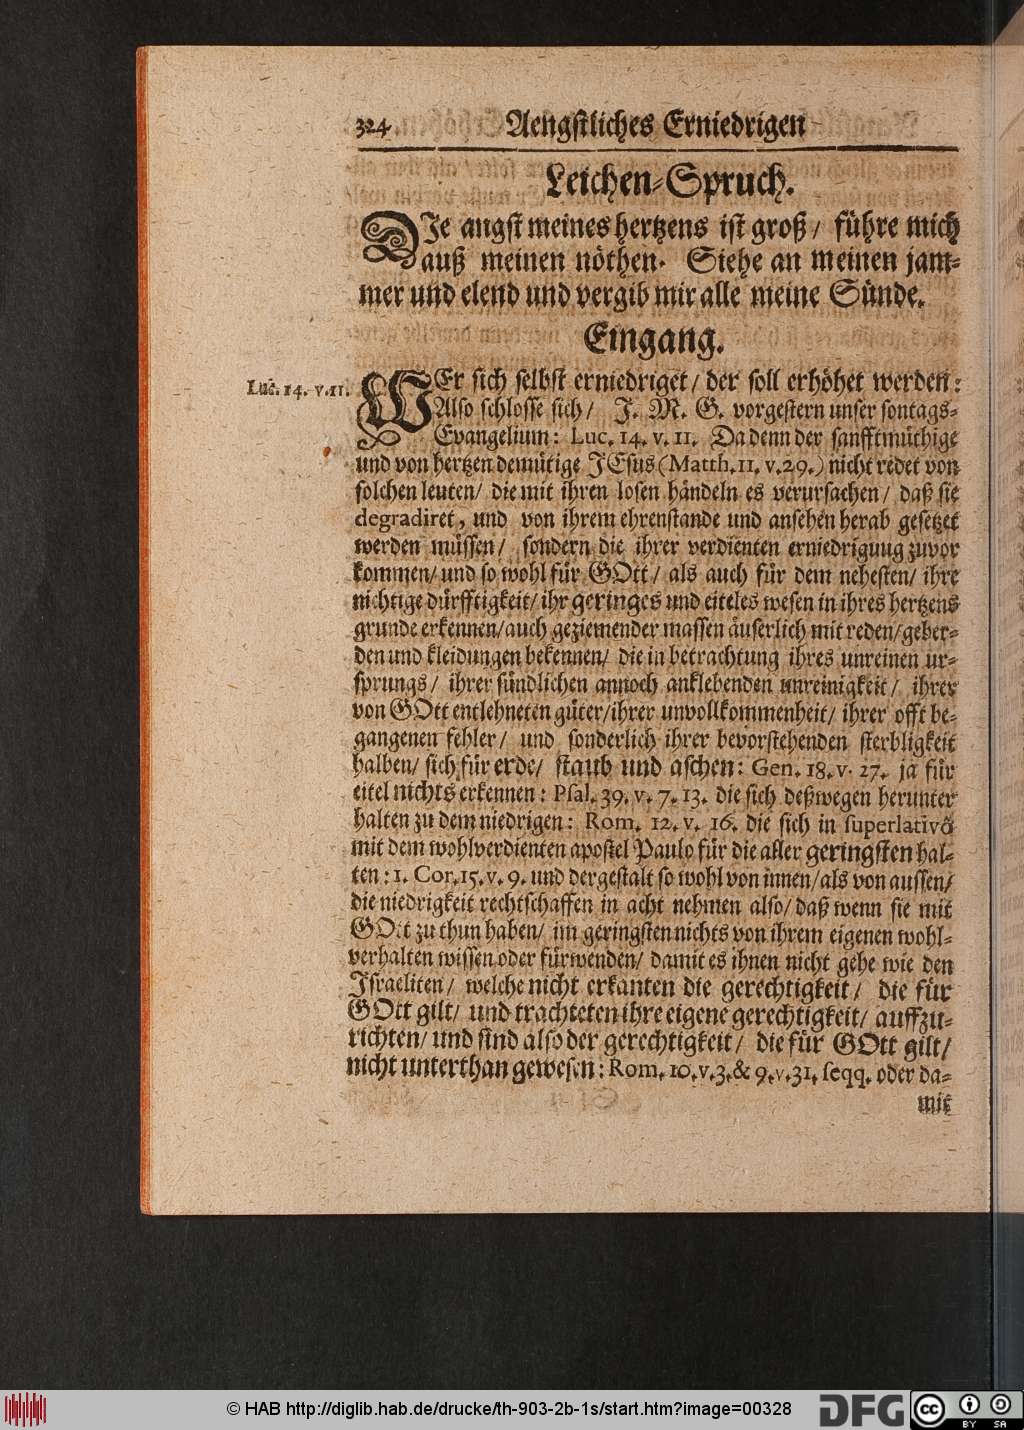 324 Aengstliches Erniedrigen
Leichen-Spruch.
DIe angst meines hertzens ist groß / führe mich
auß meinen nöthen. Siehe an meinen jam-
mer und elend und vergib mir alle meine Sünde.
Eingang.
Luc. 14. v. 11.
WEr sich selbst erniedriget / der soll erhöhet werden:
Also schlosse sich / J. M. G. vorgestern unser sontags-
Evangelium: Luc. 14. v. 11. Da denn der sanfftmüthige
und von hertzen demütige JEsus (Matth. 11. v. 29.) nicht redet von
solchen leuten / die mit ihren losen händeln es verursachen / daß sie
degradiret, und von ihrem ehrenstande und ansehen herab gesetzet
werden müssen / sondern die ihrer verdienten erniedriguug zuvor
kommen / und so wohl für GOtt / als auch für dem nehesten / ihre
nichtige dürfftigkeit / ihr geringes und eiteles wesen in ihres hertzens
grunde erkennen / auch geziemender massen äuserlich mit reden / geber-
den und kleidungen bekennen / die in betrachtung ihres unreinen ur-
sprungs / ihrer sündlichen annoch anklebenden unreinigkeit / ihrer
von GOtt entlehneten güter / ihrer unvollkommenheit / ihrer offt be-
gangenen fehler / und sonderlich ihrer bevorstehenden sterbligkeit
halben / sich für erde / staub und aschen: Gen. 18. v. 27. ja für
eitel nichts erkennen: Psal. 39. v. 7. 13. die sich deßwegen herunter
halten zu dem niedrigen: Rom. 12. v. 16. die sich in superlativô
mit dem wohlverdienten apostel Paulo für die aller geringsten hal-
ten: 1. Cor. 15. v. 9. und dergestalt so wohl von innen / als von aussen /
die niedrigkeit rechtschaffen in acht nehmen also / daß wenn sie mit
GOtt zu thun haben / im geringsten nichts von ihrem eigenen wohl-
verhalten wissen oder fürwenden / damit es ihnen nicht gehe wie den
Israeliten / welche nicht erkanten die gerechtigkeit / die für
GOtt gilt / und trachteten ihre eigene gerechtigkeit / auffzu-
richten / und sind also der gerechtigkeit / die für GOtt gilt /
nicht unterthan gewesen: Rom. 10. v. 3. & 9. v. 31. seqq. oder da-
mit
© HAB http://diglib.hab.de/drucke/th-903-2b-1s/start.htm?image=00328
DFG
cc BY SA